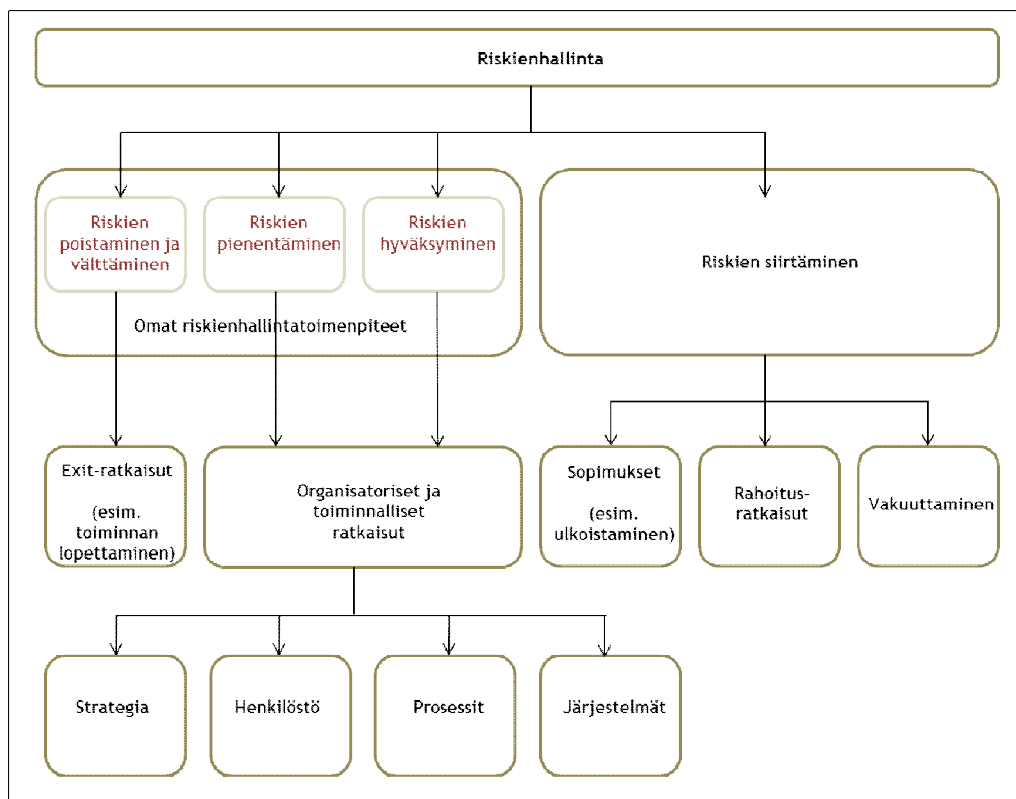 Riskienhallinta
Riskien
poistaminen ja
välttäminen
Riskien
pienentäminen
Riskien
hyväksyminen
Omat riskienhallintatoimenpiteet
Riskien siirtäminen
Exit-ratkaisut
(esim.
toiminnan
lopettaminen)
Organisatoriset ja
toiminnalliset
ratkaisut
Sopimukset
(esim.
ulkoistaminen)
Rahoitus-
ratkaisut
Vakuuttaminen
Strategia
Henkilöstö
Prosessit
Järjestelmät